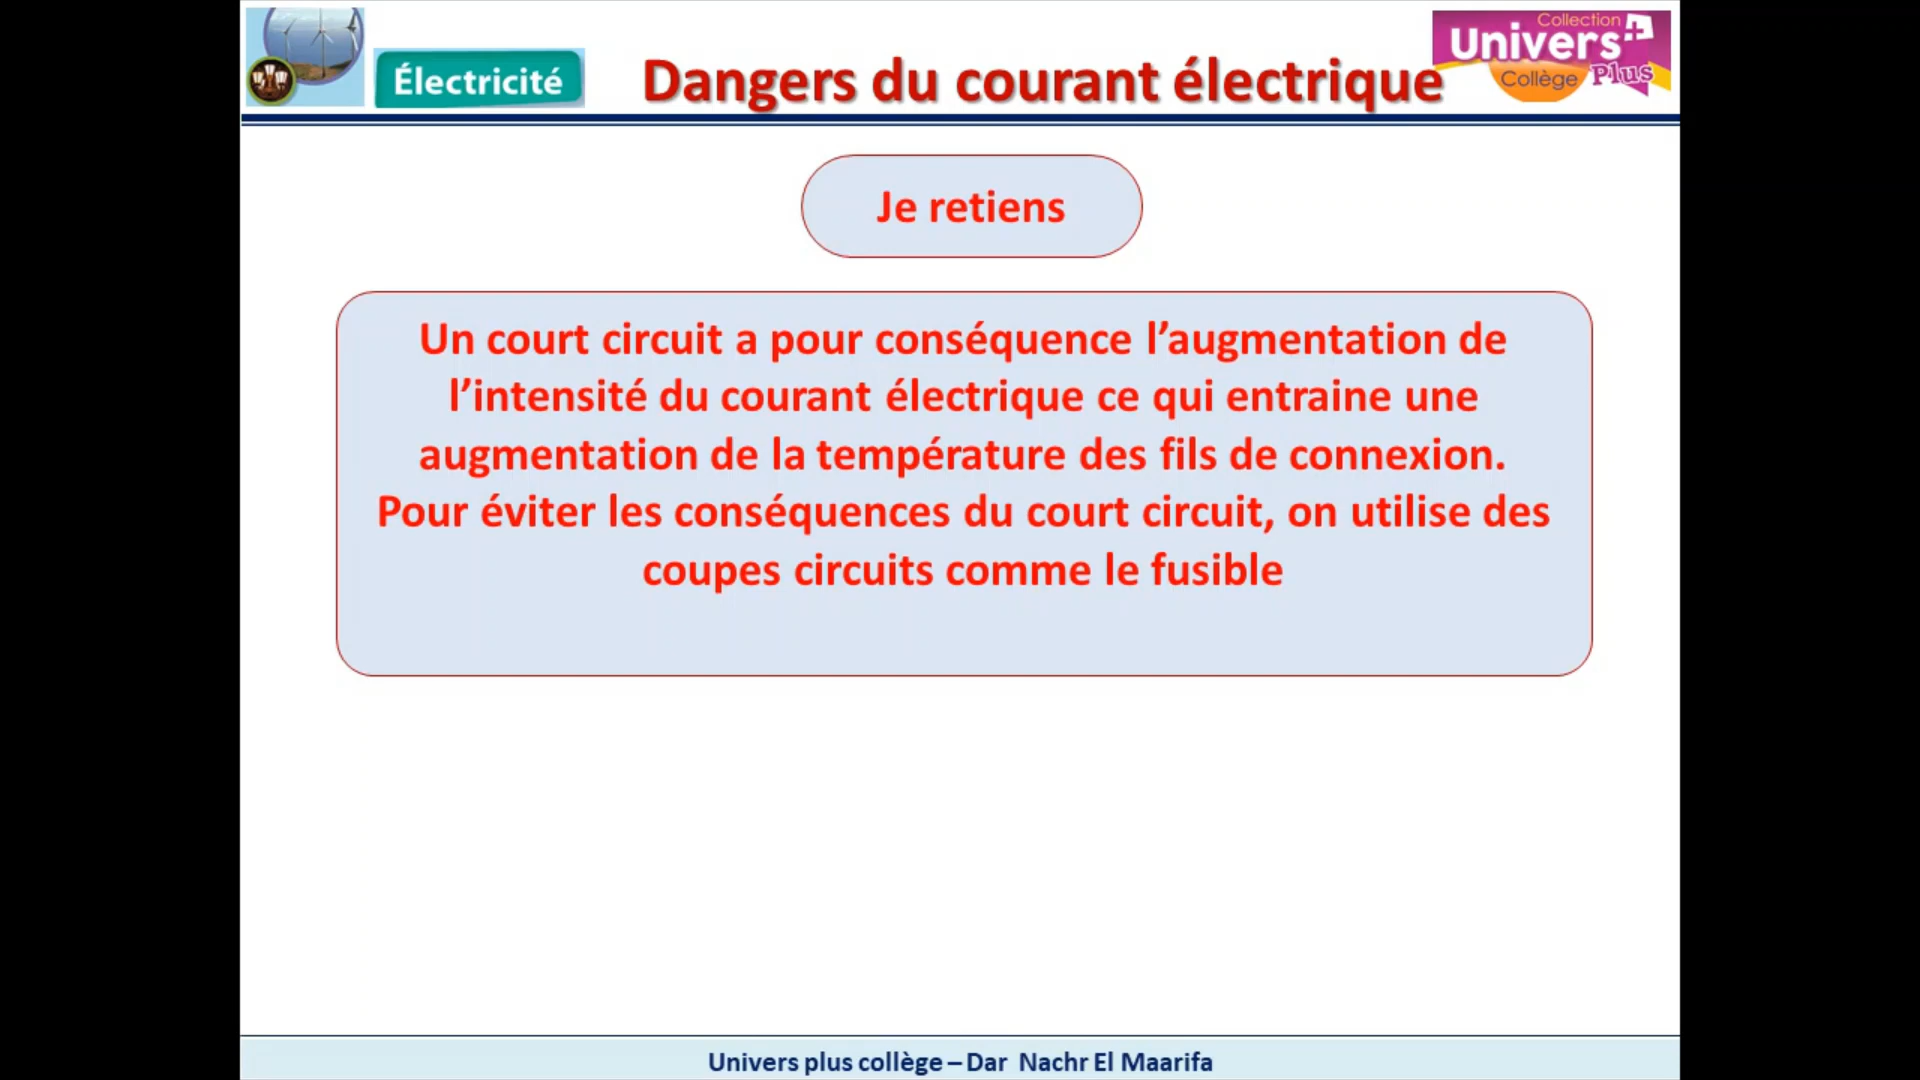 Électricité
Dangers du courant électrique
Collection
Univers
Collège Plus
Je retiens
Un court circuit a pour conséquence l’augmentation de
l’intensité du courant électrique ce qui entraine une
augmentation de la température des fils de connexion.
Pour éviter les conséquences du court circuit, on utilise des
coupes circuits comme le fusible
Univers plus collège – Dar Nachr El Maarifa